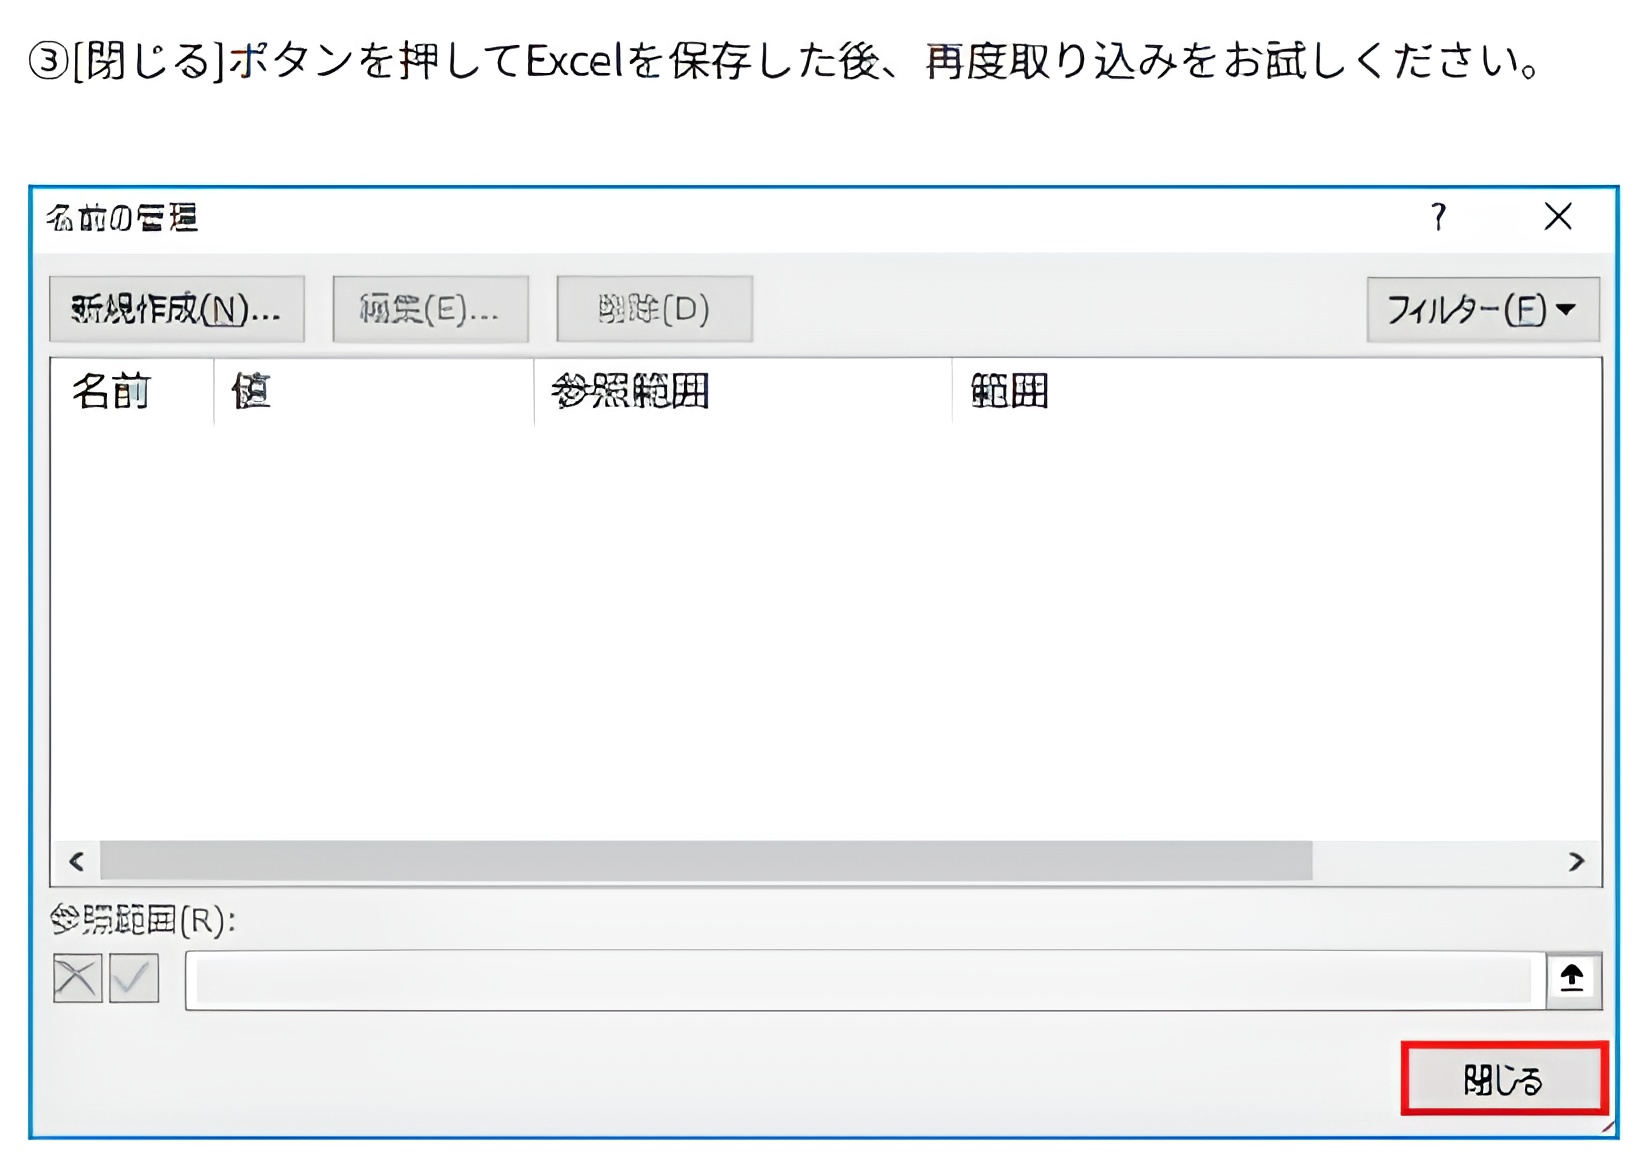 ③[閉じる]ボタンを押してExcelを保存した後、再度取り込みをお試しください。
名前の管理 ?
新規作成(N)... 編集(E)... 削除(D) フィルター(F)
名前 値 参照範囲 範囲
参照範囲(R):
閉じる